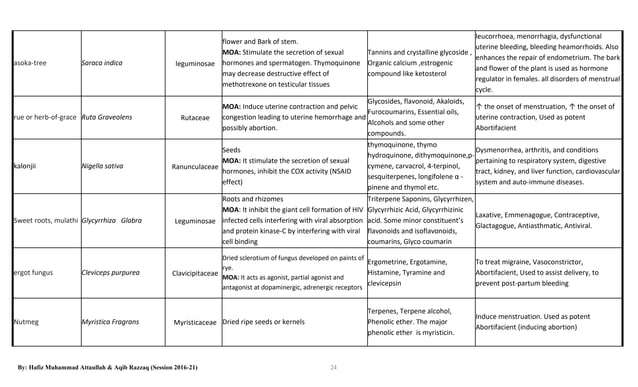 asoka-tree
Saraca indica
leguminosae
flower and Bark of stem.
MOA: Stimulate the secretion of sexual
hormones and spermatogen. Thymoquinone
may decrease destructive effect of
methotrexone on testicular tissues
Tannins and crystalline glycoside ,
Organic calcium ,estrogenic
compound like ketosterol
leucorrhoea, menorrhagia, dysfunctional
uterine bleeding, bleeding heamorrhoids. Also
enhances the repair of endometrium. The bark
and flower of the plant is used as hormone
regulator in females. all disorders of menstrual
cycle.
rue or herb-of-grace
Ruta Graveolens
Rutaceae
MOA: Induce uterine contraction and pelvic
congestion leading to uterine hemorrhage and
possibly abortion.
Glycosides, flavonoid, Akaloids,
Furocoumarins, Essential oils,
Alcohols and some other
compounds.
↑ the onset of menstruation, ↑ the onset of
uterine contraction, Used as potent
Abortifacient
kalonjii
Nigella sativa
Ranunculaceae
Seeds
MOA: It stimulate the secretion of sexual
hormones, inhibit the COX activity (NSAID
effect)
thymoquinone, thymo
hydroquinone, dithymoquinone,p-
cymene, carvacrol, 4-terpinol,
sesquiterpenes, longifolene α -
pinene and thymol etc.
Dysmenorrhea, arthritis, and conditions
pertaining to respiratory system, digestive
tract, kidney, and liver function, cardiovascular
system and auto-immune diseases.
Sweet roots, mulathi
Glycyrrhiza Glabra
Leguminosae
Roots and rhizomes
MOA: It inhibit the giant cell formation of HIV
infected cells interfering with viral absorption
and protein kinase-C by interfering with viral
cell binding
Triterpene Saponins, Glycyrrhizen,
Glycyrrhizic Acid, Glycyrrhizinic
acid. Some minor constituent's
flavonoids and isoflavonoids,
coumarins, Glyco coumarin
Laxative, Emmenagogue, Contraceptive,
Glactagogue, Antiasthmatic, Antiviral.
ergot fungus
Cleviceps purpurea
Clavicipitaceae
Dried sclerotium of fungus developed on paints of
rye.
MOA: It acts as agonist, partial agonist and
antagonist at dopaminergic, adrenergic receptors
Ergometrine, Ergotamine,
Histamine, Tyramine and
clevicepsin
To treat migraine, Vasoconstrictor,
Abortifacient, Used to assist delivery, to
prevent post-partum bleeding
Nutmeg
Myristica Fragrans
Myristicaceae
Dried ripe seeds or kernels
Terpenes, Terpene alcohol,
Phenolic ether. The major
phenolic ether is myristicin.
Induce menstruation. Used as potent
Abortifacient (inducing abortion)
By: Hafiz Muhammad Attaullah & Aqib Razzaq (Session 2016-21)
24